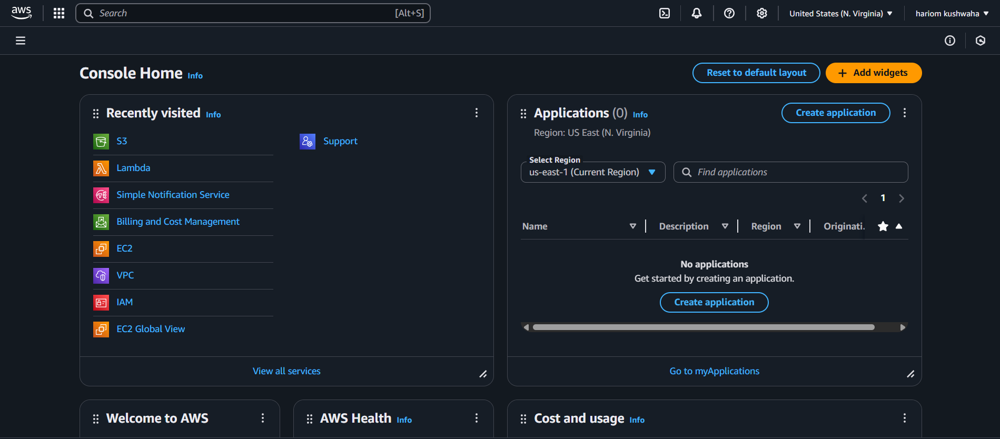 aws
Search [Alt+S]
United States (N. Virginia)
hariom kushwaha
Console Home Info
Reset to default layout
Add widgets
Recently visited Info
S3
Lambda
Simple Notification Service
Billing and Cost Management
EC2
VPC
IAM
EC2 Global View
Support
View all services
Applications (0) Info
Create application
Region: US East (N. Virginia)
Select Region
us-east-1 (Current Region)
Find applications
1
Name Description Region Originati.
No applications
Get started by creating an application.
Create application
Go to myApplications
Welcome to AWS
AWS Health Info
Cost and usage Info